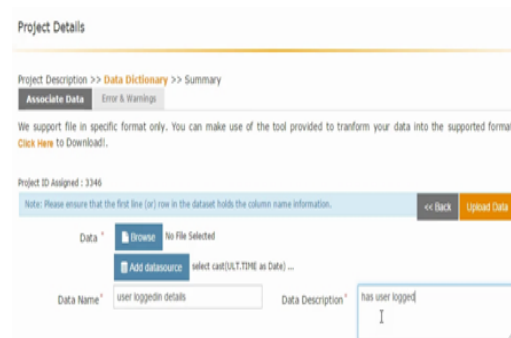 Project Details
Project Description >> Data Dictionary >> Summary
Associate Data Error & Warnings
We support file in specific format only. You can make use of the tool provided to tranform your data into the supported format
Click Here to Download!.
Project ID Assigned : 3346
Note: Please ensure that the first line (or) row in the dataset holds the column name information. << Back Upload Data
Data * Browse No File Selected
Add datasource select cast(ULT.TIME as Date) ...
Data Name* user loggedin details Data Description* has user logged